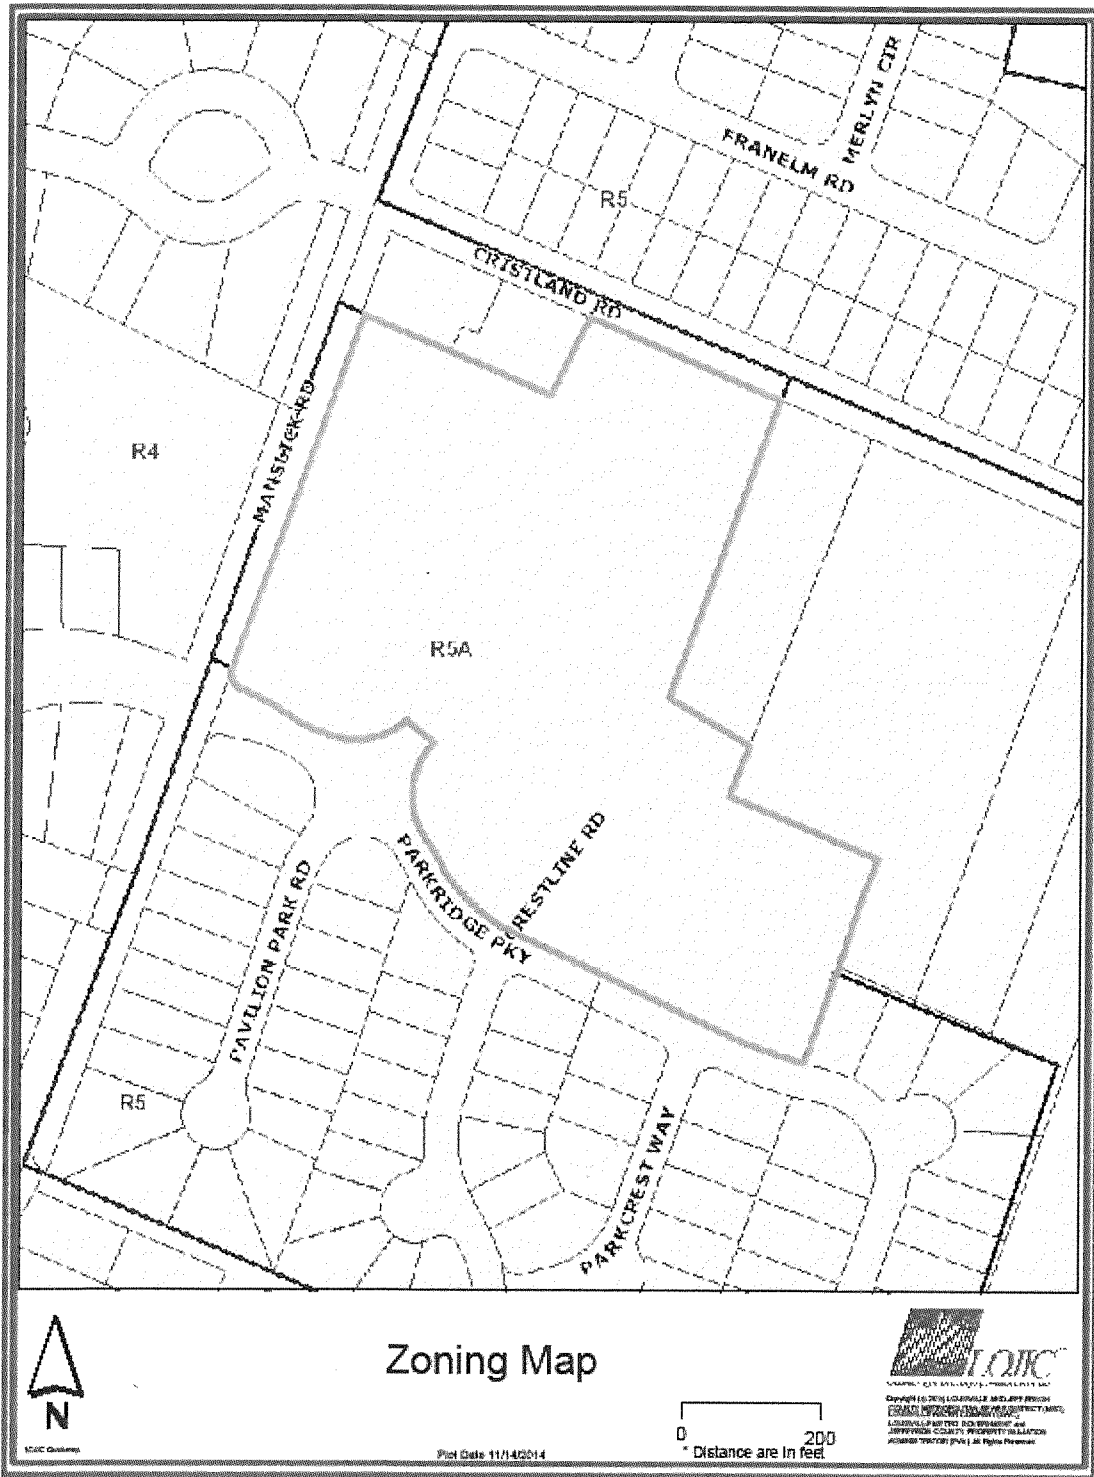 MERLYN CIR
FRANELM RD
R5
CRISTLAND RD
R4
MANSLICK RD
R5A
PARKRIDGE PKY
CRESTLINE RD
PAVILION PARK RD
R5
PARKCREST WAY
N
Zoning Map
Plot Date 11/14/2014
0 200
* Distance are in feet
LOJIC